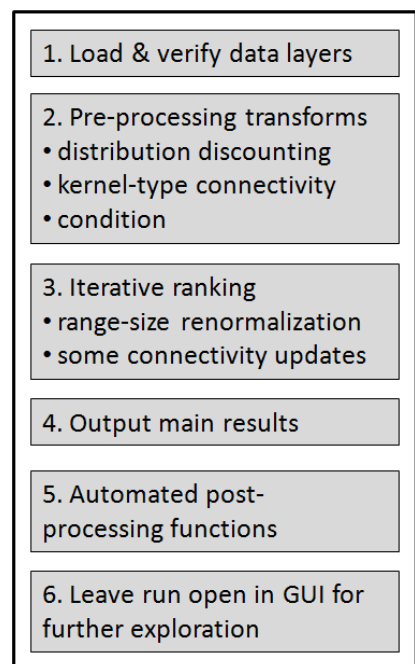 1. Load & verify data layers
2. Pre-processing transforms
• distribution discounting
• kernel-type connectivity
• condition
3. Iterative ranking
• range-size renormalization
• some connectivity updates
4. Output main results
5. Automated post-
processing functions
6. Leave run open in GUI for
further exploration